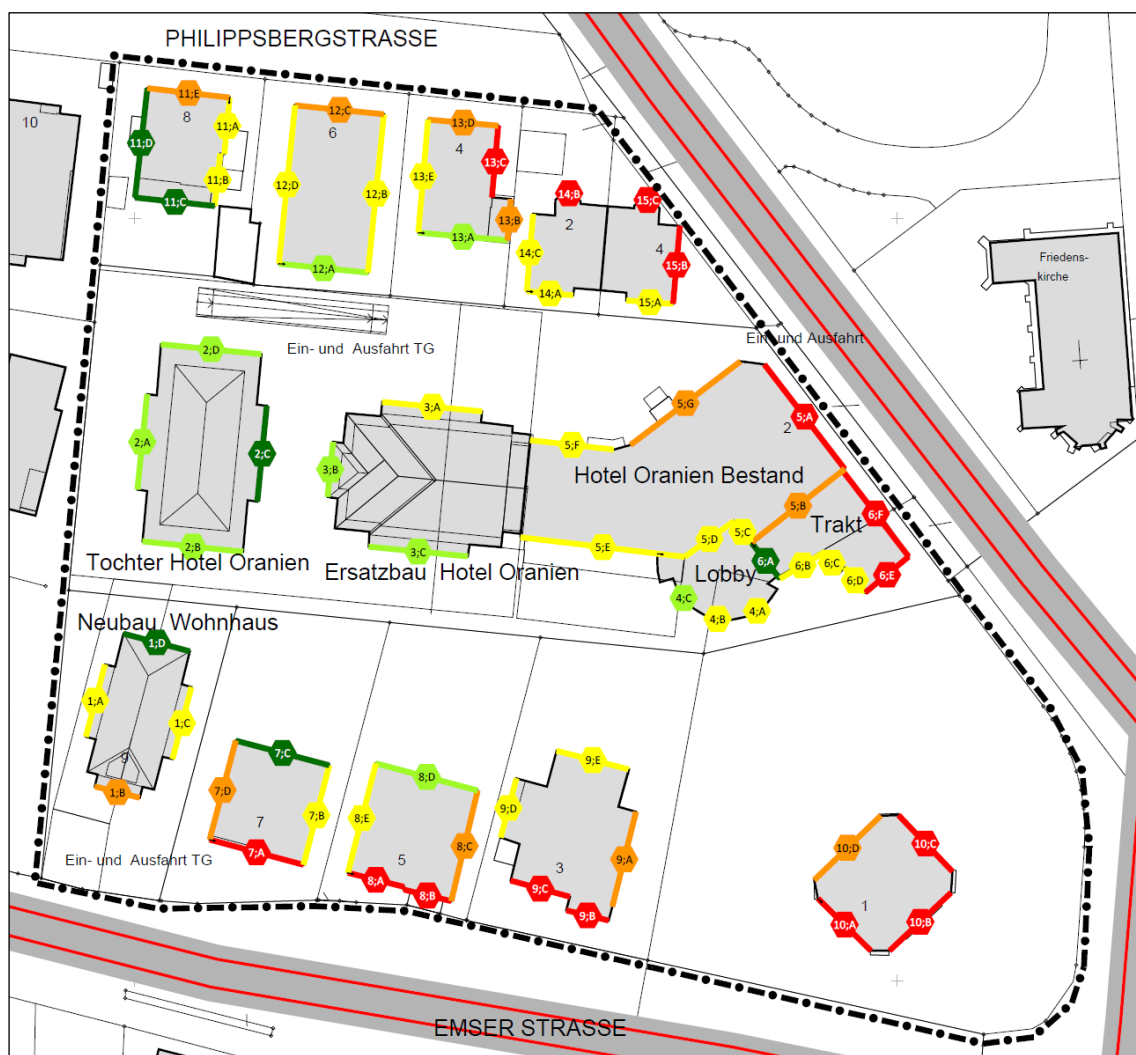 PHILIPPSBERGSTRASSE
11;E
12;C
10
8
11;A
6
13;D
4
11;D
13;C
11;B
12;D
12;B
13;E
14;B
15;C
11;C
13;B
2
4
13;A
14;C
Friedens-
kirche
12;A
15;B
14;A
15;A
Ein- und Ausfahrt TG
Ein- und Ausfahrt
2;D
3;A
5;G
5;A
2
2;A
2;C
5;F
3;B
Hotel Oranien Bestand
5;B
6;F
Trakt
2;B
3;C
5;E
5;D
5;C
Tochter Hotel Oranien
Ersatzbau Hotel Oranien
Lobby
6;A
6;B
6;C
6;D
6;E
4;C
4;B
4;A
Neubau Wohnhaus
1;D
1;A
1;C
9
7;C
9;E
1;B
7;D
8;D
9;D
7
7;B
8;E
8;C
10;D
10;C
7;A
5
3
9;A
Ein- und Ausfahrt TG
8;A
8;B
9;C
9;B
1
10;A
10;B
EMSER STRASSE